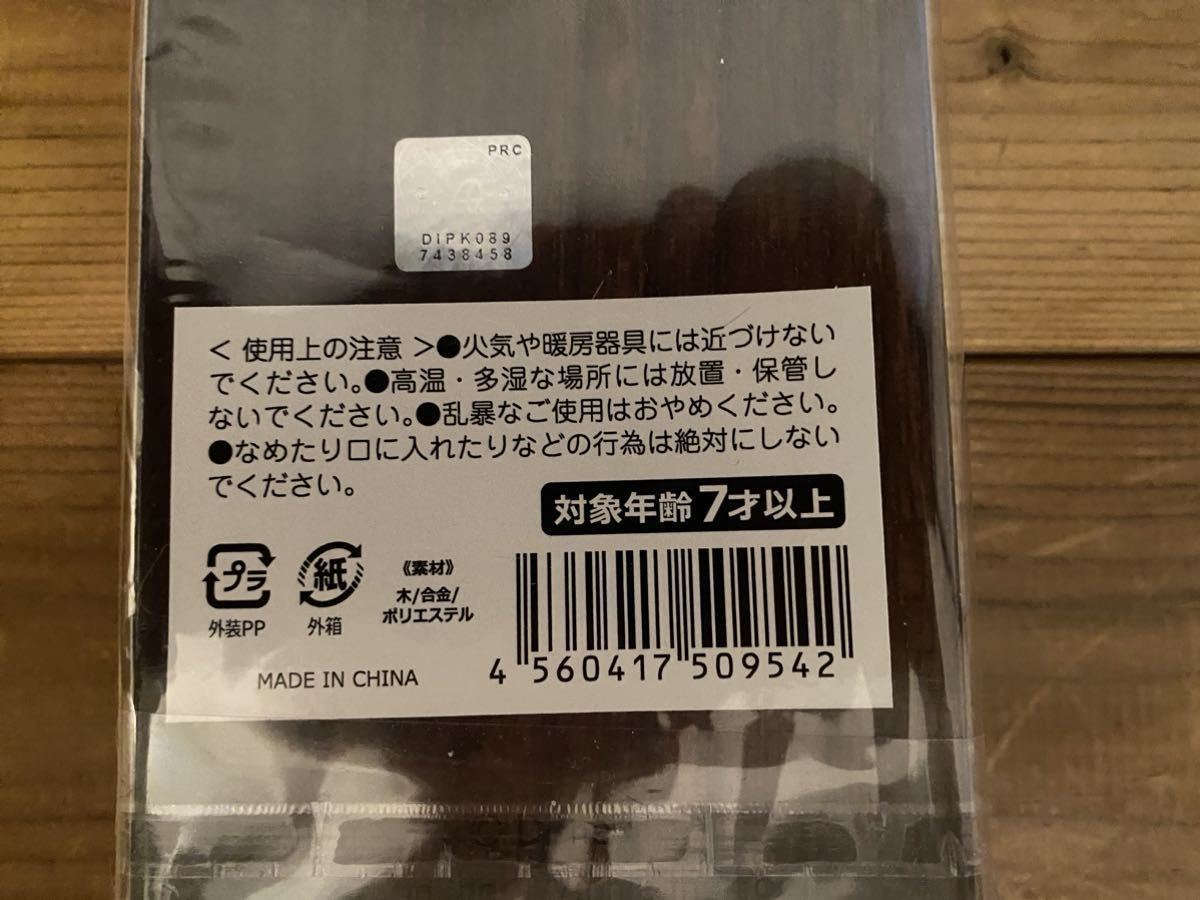 PRC
DIPK089
7438458
＜ 使用上の注意 ＞●火気や暖房器具には近づけない
でください。●高温・多湿な場所には放置・保管し
ないでください。●乱暴なご使用はおやめください。
●なめたり口に入れたりなどの行為は絶対にしない
でください。
対象年齢7才以上
プラ
外装PP
紙
外箱
《素材》
木/合金/
ポリエステル
MADE IN CHINA
4 560417 509542